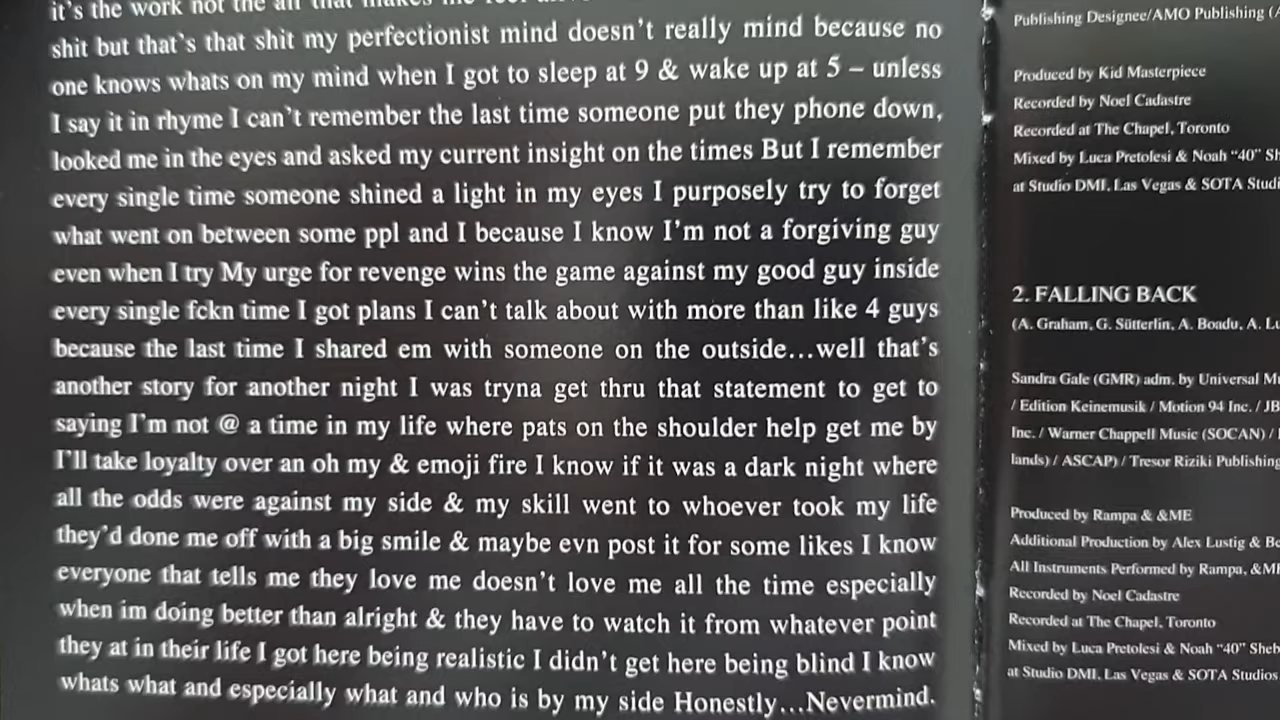 it's the work not the
shit but that's that shit my perfectionist mind doesn't really mind because no
one knows whats on my mind when I got to sleep at 9 & wake up at 5 – unless
I say it in rhyme I can't remember the last time someone put they phone down,
looked me in the eyes and asked my current insight on the times But I remember
every single time someone shined a light in my eyes I purposely try to forget
what went on between some ppl and I because I know I'm not a forgiving guy
even when I try My urge for revenge wins the game against my good guy inside
every single fckn time I got plans I can't talk about with more than like 4 guys
because the last time I shared em with someone on the outside...well that's
another story for another night I was tryna get thru that statement to get to
saying I'm not @ a time in my life where pats on the shoulder help get me by
I'll take loyalty over an oh my & emoji fire I know if it was a dark night where
all the odds were against my side & my skill went to whoever took my life
they'd done me off with a big smile & maybe evn post it for some likes I know
everyone that tells me they love me doesn't love me all the time especially
when im doing better than alright & they have to watch it from whatever point
they at in their life I got here being realistic I didn't get here being blind I know
whats what and especially what and who is by my side Honestly...Nevermind.
Publishing Designee/AMO Publishing
Produced by Kid Masterpiece
Recorded by Noel Cadastre
Recorded at The Chapel, Toronto
Mixed by Luca Pretolesi & Noah "40" Sh
at Studio DMI, Las Vegas & SOTA Studi
2. FALLING BACK
(A. Graham, G. Sütterlin, A. Boadu, A. L
Sandra Gale (GMR) adm. by Universal M
/ Edition Keinemusik / Motion 94 Inc. / JB
Inc. / Warner Chappell Music (SOCAN) /
lands) / ASCAP) / Tresor Riziki Publishing
Produced by Rampa & &ME
Additional Production by Alex Lustig & Be
All Instruments Performed by Rampa, &M
Recorded by Noel Cadastre
Recorded at The Chapel, Toronto
Mixed by Luca Pretolesi & Noah "40" Sheb
at Studio DMI, Las Vegas & SOTA Studios